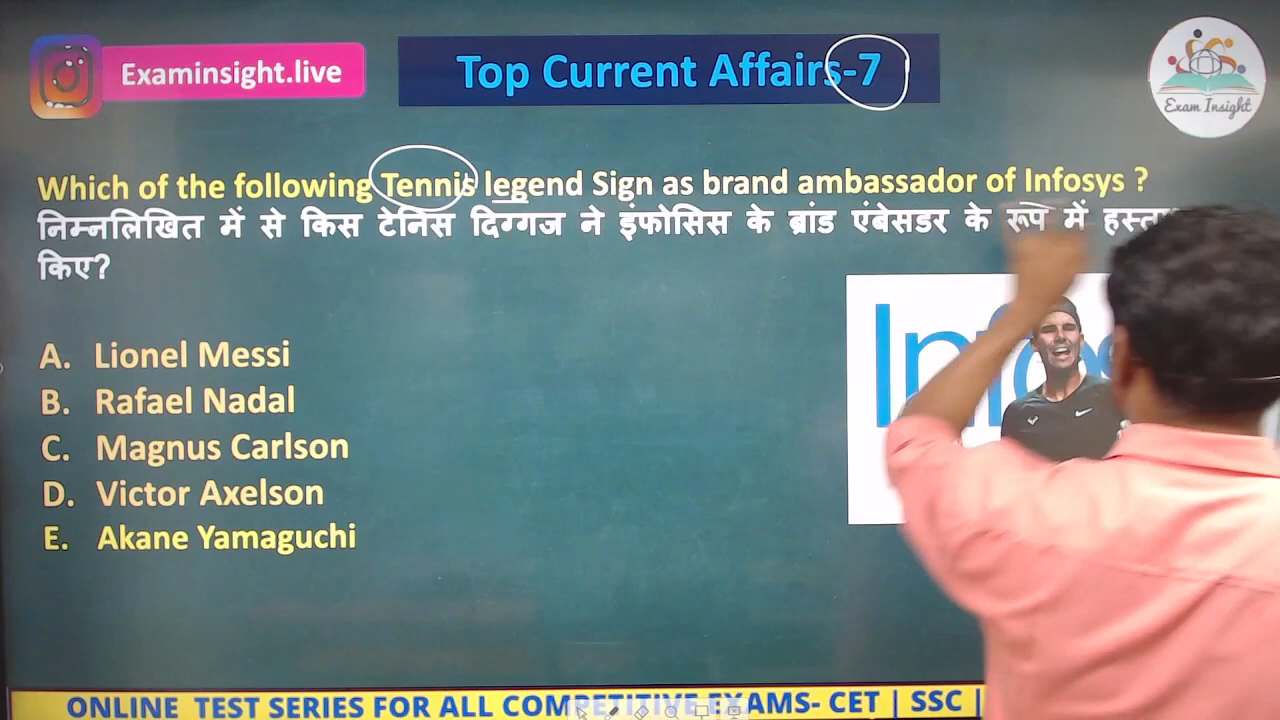 Examinsight.live
Top Current Affairs-7
Exam Insight
Which of the following Tennis legend Sign as brand ambassador of Infosys ?
निम्नलिखित में से किस टेनिस दिग्गज ने इंफोसिस के ब्रांड एंबेसडर के रूप में
किए?
A. Lionel Messi
B. Rafael Nadal
C. Magnus Carlson
D. Victor Axelson
E. Akane Yamaguchi
ONLINE TEST SERIES FOR ALL COMPETITIVE EXAMS- CET | SSC |